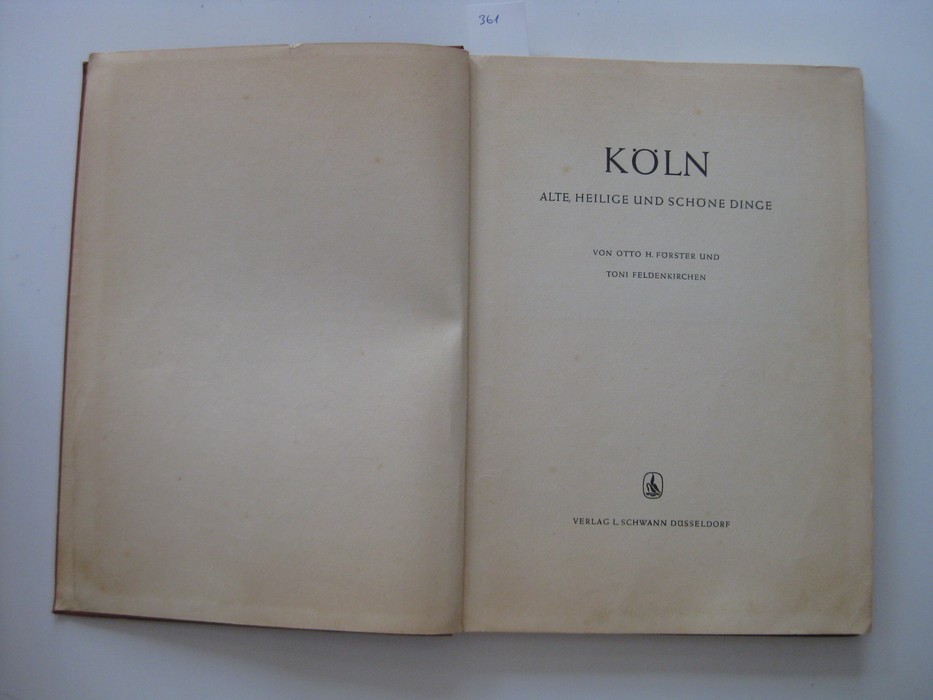 361
KÖLN
ALTE, HEILIGE UND SCHÖNE DINGE
VON OTTO H. FÖRSTER UND
TONI FELDENKIRCHEN
VERLAG L. SCHWANN DÜSSELDORF